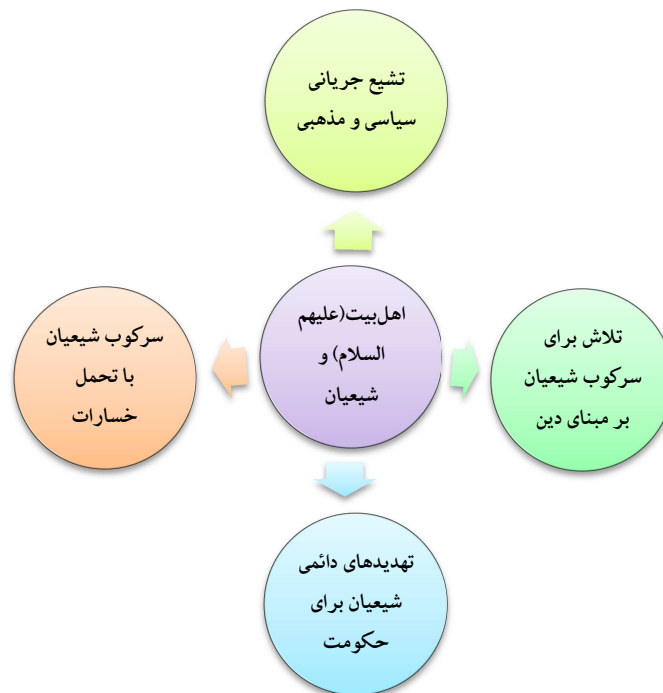 تشیع جریانی
سیاسی و مذهبی
اهل‌بیت(علیهم
السلام) و
شیعیان
تلاش برای
سرکوب شیعیان
بر مبنای دین
سرکوب شیعیان
با تحمل
خسارات
تهدیدهای دائمی
شیعیان برای
حکومت